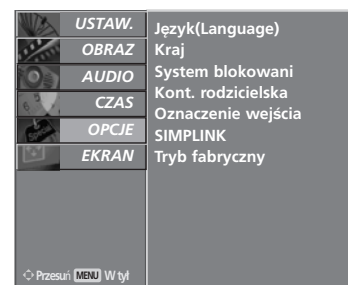 USTAW.
OBRAZ
AUDIO
CZAS
OPCJE
EKRAN
Język(Language)
Kraj
System blokowani
Kont. rodzicielska
Oznaczenie wejścia
SIMPLINK
Tryb fabryczny
Przesuń MENU W tył